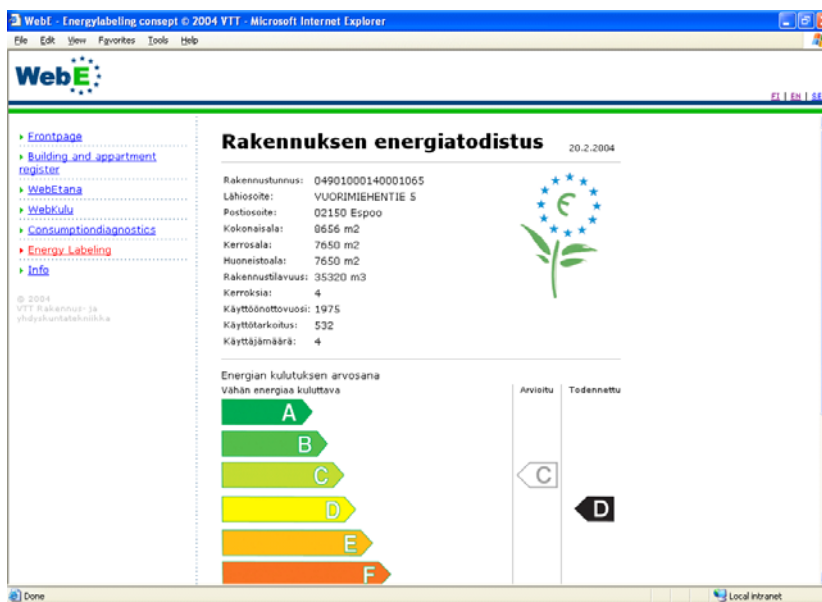 WebE - Energylabeling consept © 2004 VTT - Microsoft Internet Explorer
File Edit View Favorites Tools Help
WebE
FI | EN | SE
Frontpage
Building and appartment
register
WebEtana
WebKulu
Consumptiondiagnostics
Energy Labeling
Info
© 2004
VTT Rakennus- ja
yhdyskuntatekniikka
Rakennuksen energiatodistus 20.2.2004
Rakennustunnus: 04901000140001065
Lähiosoite: VUORIMIEHENTIE 5
Postiosoite: 02150 Espoo
Kokonaisala: 8656 m2
Kerrosala: 7650 m2
Huoneistoala: 7650 m2
Rakennustilavuus: 35320 m3
Kerroksia: 4
Käyttöönottovuosi: 1975
Käyttötarkoitus: 532
Käyttäjämäärä: 4
Energian kulutuksen arvosana
Vähän energiaa kuluttava Arvioitu Todennettu
A
B
C C
D D
E
F
Done Local intranet